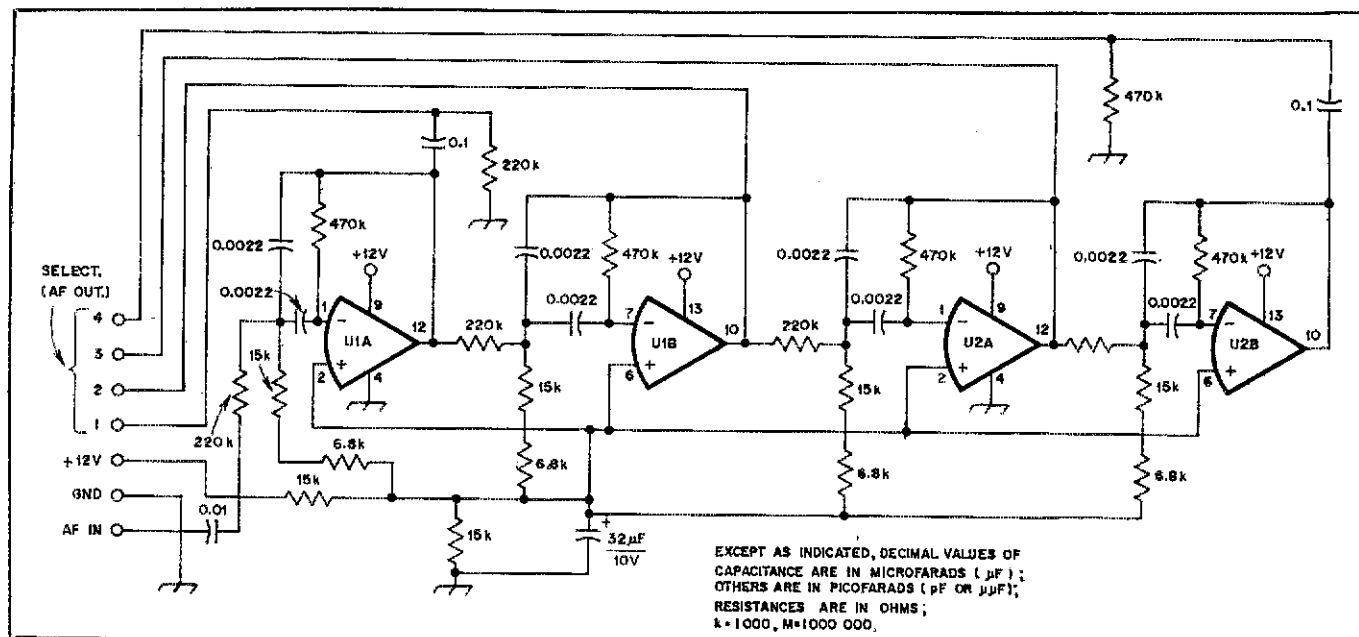 470k
0.1
0.1
220k
470k
0.0022
+12V
0.0022
1
9
12
U1A
2
4
SELECT.
(AF OUT.)
4
3
2
1
+12V
GND
AF IN
15k
220k
6.8k
15k
0.01
15k
32μF
10V
+
220k
0.0022
470k
+12V
0.0022
7
13
10
U1B
6
15k
6.8k
220k
0.0022
470k
+12V
0.0022
1
9
12
U2A
2
4
15k
6.8k
0.0022
470k
+12V
0.0022
7
13
10
U2B
6
15k
6.8k
EXCEPT AS INDICATED, DECIMAL VALUES OF
CAPACITANCE ARE IN MICROFARADS ( μF ) ;
OTHERS ARE IN PICOFARADS ( pF OR μμF);
RESISTANCES ARE IN OHMS ;
k=1000, M=1000 000.